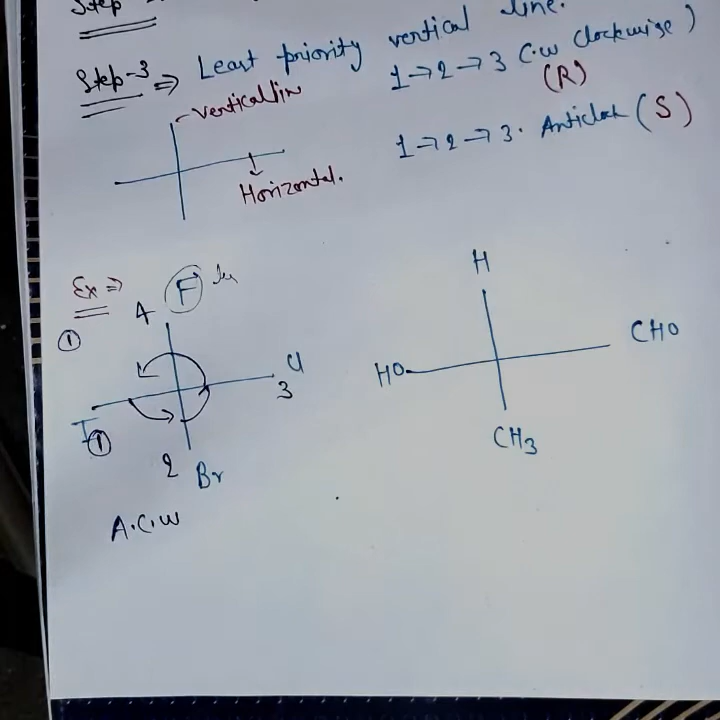 Step
Step-3 ⇒ Least priority vertical line.
1→2→3 C.W Clockwise)
(R)
Vertical lin
1→2→3. Anticlock (S)
Horizontal.
Ex ⇒
①
4 F
Cl
3
I
①
2 Br
A.C.W
H
HO
CHO
CH3